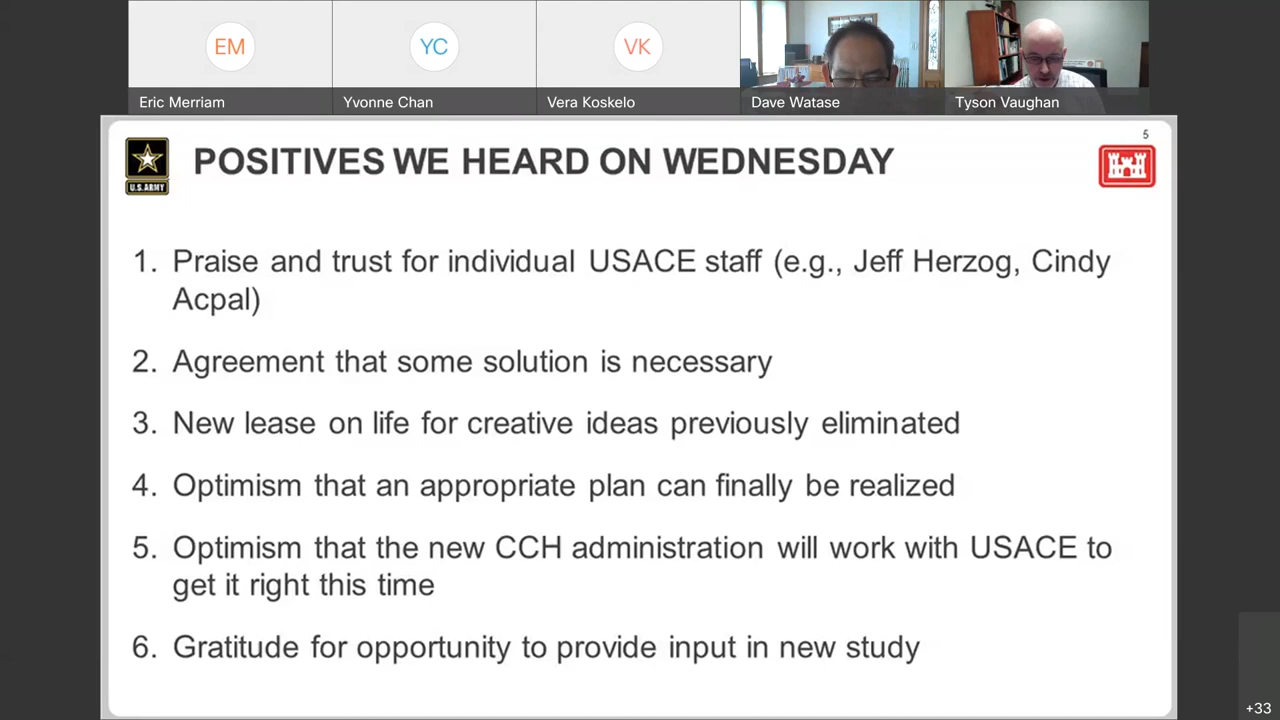 EM
YC
VK
Eric Merriam
Yvonne Chan
Vera Koskelo
Dave Watase
Tyson Vaughan
5
U.S.ARMY
POSITIVES WE HEARD ON WEDNESDAY
1. Praise and trust for individual USACE staff (e.g., Jeff Herzog, Cindy
Acpal)
2. Agreement that some solution is necessary
3. New lease on life for creative ideas previously eliminated
4. Optimism that an appropriate plan can finally be realized
5. Optimism that the new CCH administration will work with USACE to
get it right this time
6. Gratitude for opportunity to provide input in new study
+33